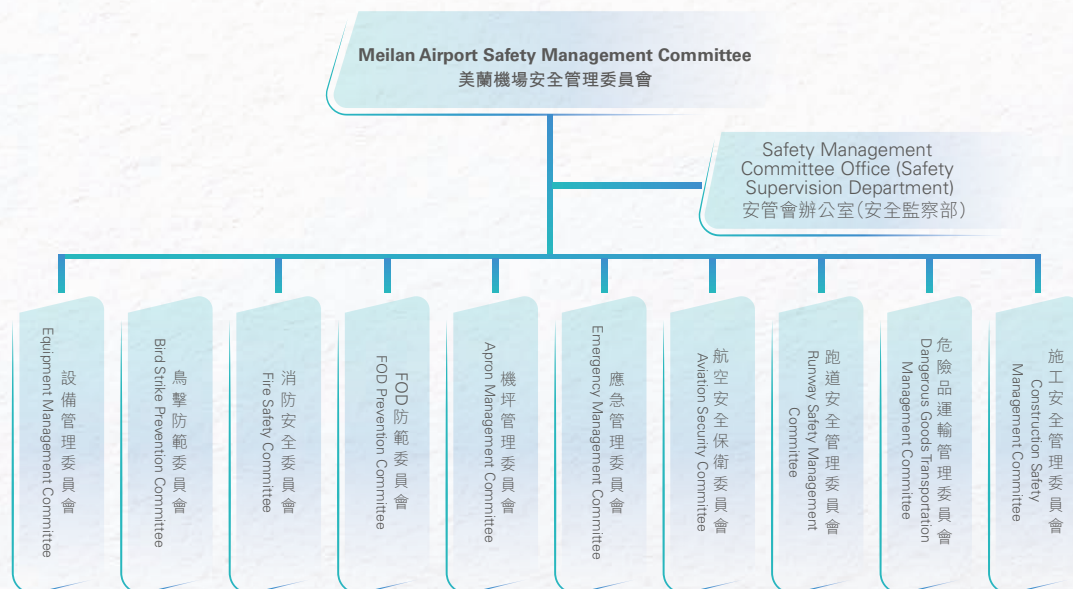 Meilan Airport Safety Management Committee
美蘭機場安全管理委員會
Safety Management
Committee Office (Safety
Supervision Department)
安管會辦公室(安全監察部)
設備管理委員會
Equipment Management Committee
鳥擊防範委員會
Bird Strike Prevention Committee
消防安全委員會
Fire Safety Committee
FOD防範委員會
FOD Prevention Committee
機坪管理委員會
Apron Management Committee
應急管理委員會
Emergency Management Committee
航空安全保衛委員會
Aviation Security Committee
跑道安全管理委員會
Runway Safety Management
Committee
危險品運輸管理委員會
Dangerous Goods Transportation
Management Committee
施工安全管理委員會
Construction Safety
Management Committee